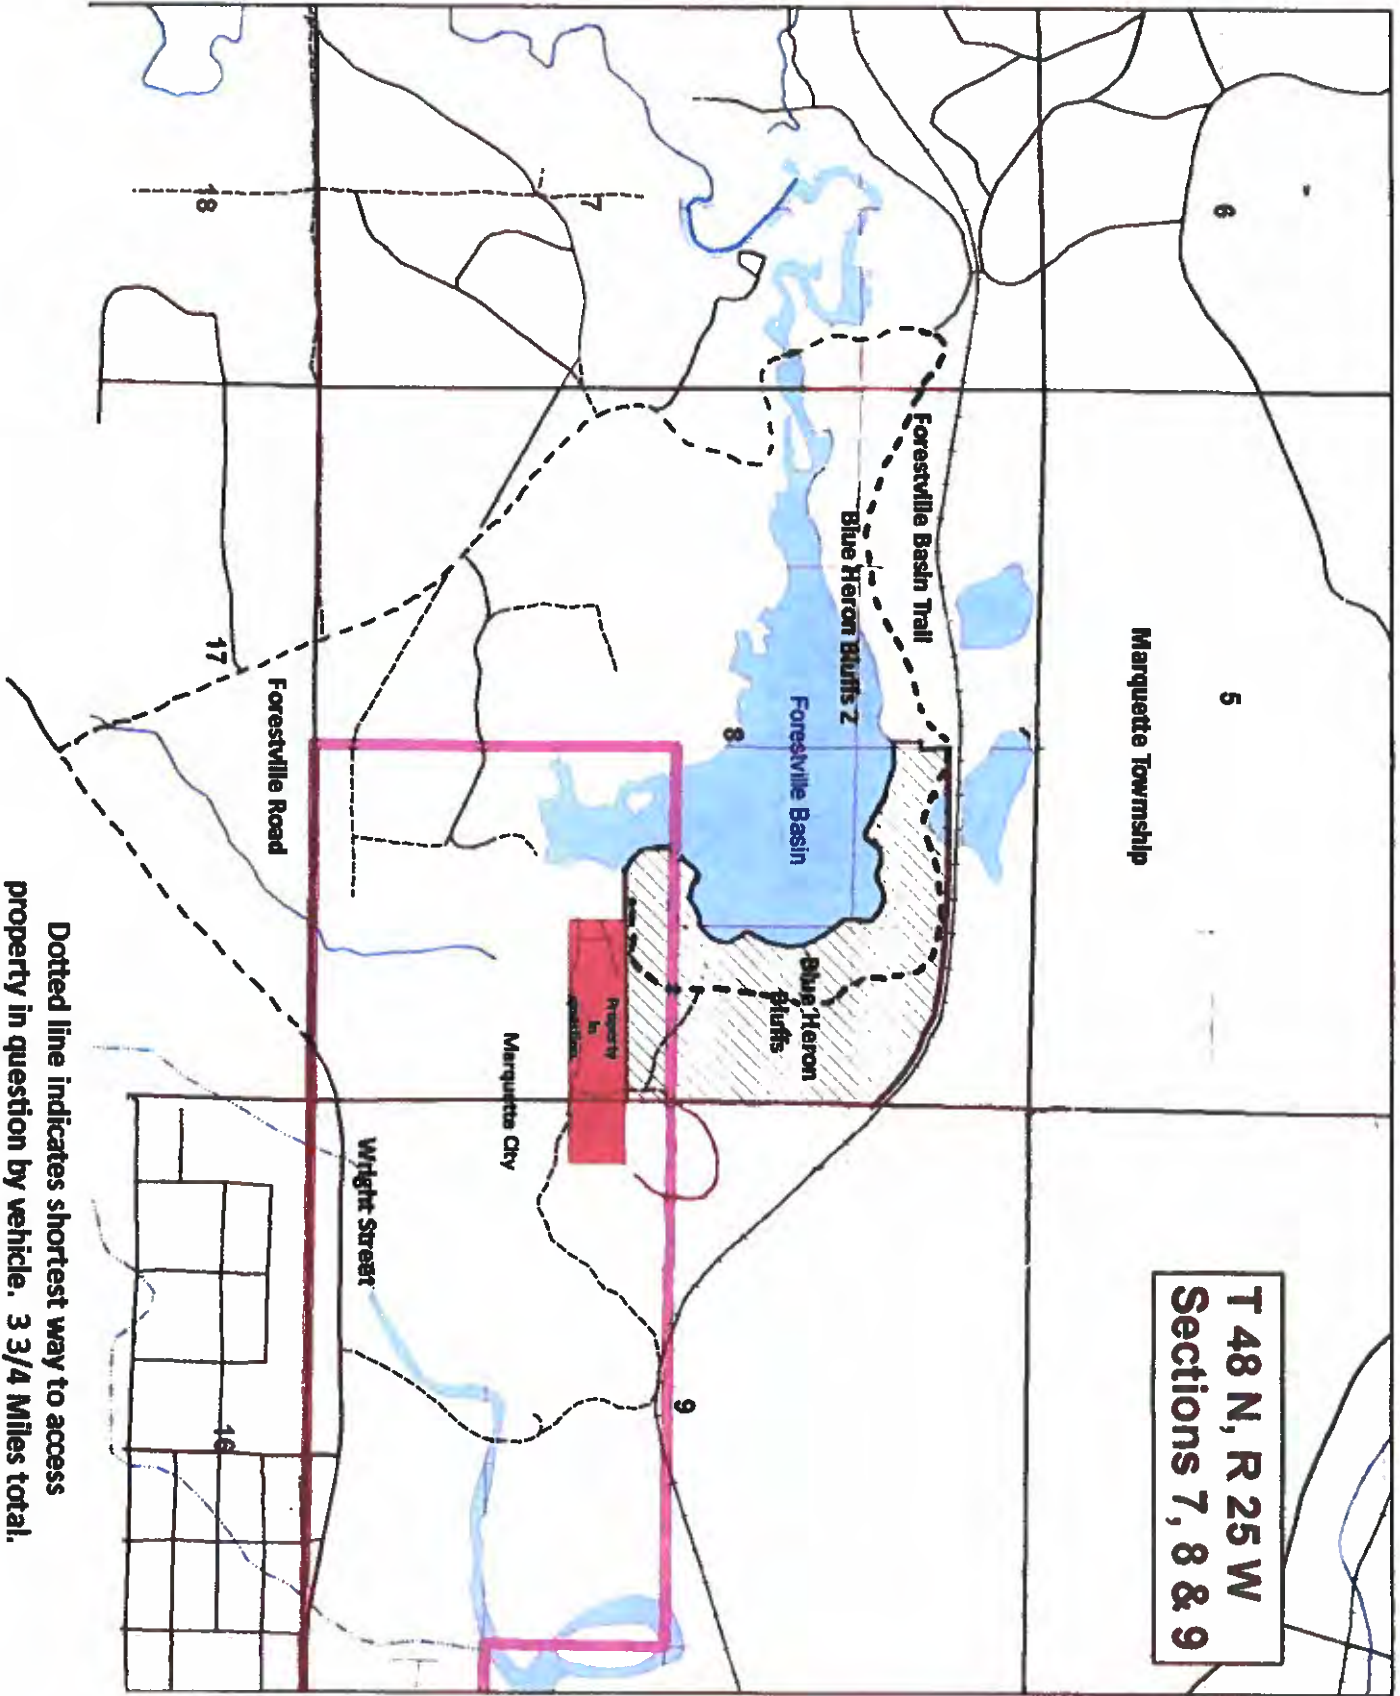 T 48 N, R 25 W
Sections 7, 8 & 9
6
5
Marquette Township
Forestville Basin Trail
Blue Heron Bluffs 2
Forestville Basin
8
Blue Heron
Bluffs
9
7
Property
In
Marquette City
Wright Street
18
17
Forestville Road
16
Dotted line indicates shortest way to access
property in question by vehicle. 3 3/4 Miles total.